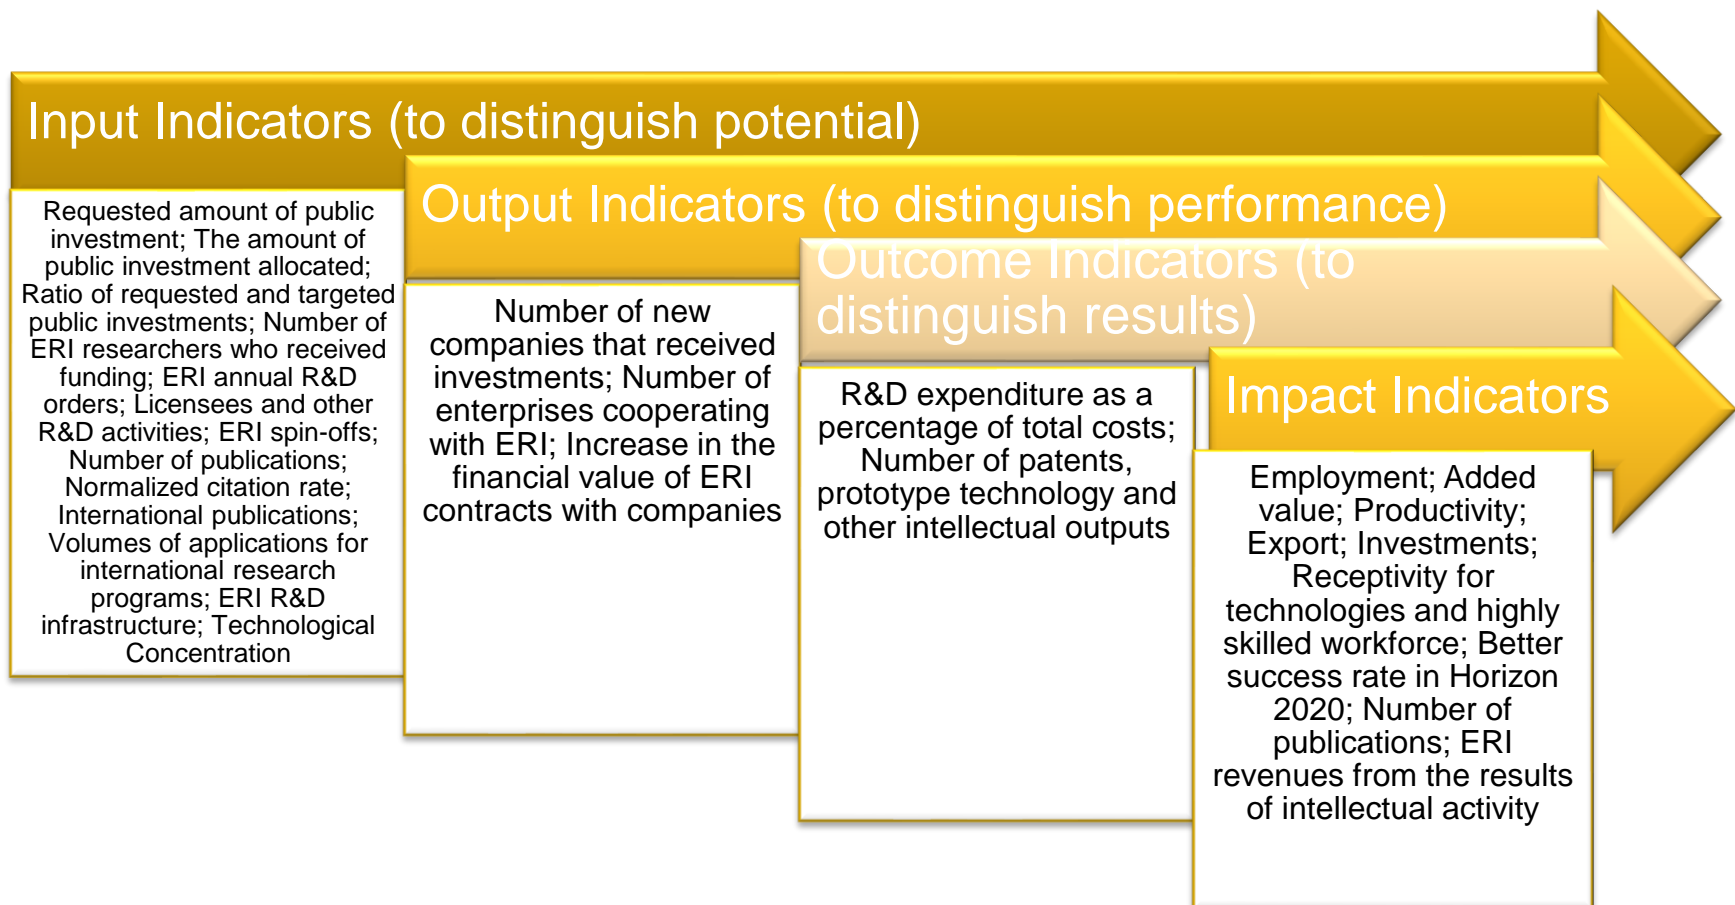 Input Indicators (to distinguish potential)
Requested amount of public
investment; The amount of
public investment allocated;
Ratio of requested and targeted
public investments; Number of
ERI researchers who received
funding; ERI annual R&D
orders; Licensees and other
R&D activities; ERI spin-offs;
Number of publications;
Normalized citation rate;
International publications;
Volumes of applications for
international research
programs; ERI R&D
infrastructure; Technological
Concentration
Output Indicators (to distinguish performance)
Number of new
companies that received
investments; Number of
enterprises cooperating
with ERI; Increase in the
financial value of ERI
contracts with companies
Outcome Indicators (to
distinguish results)
R&D expenditure as a
percentage of total costs;
Number of patents,
prototype technology and
other intellectual outputs
Impact Indicators
Employment; Added
value; Productivity;
Export; Investments;
Receptivity for
technologies and highly
skilled workforce; Better
success rate in Horizon
2020; Number of
publications; ERI
revenues from the results
of intellectual activity